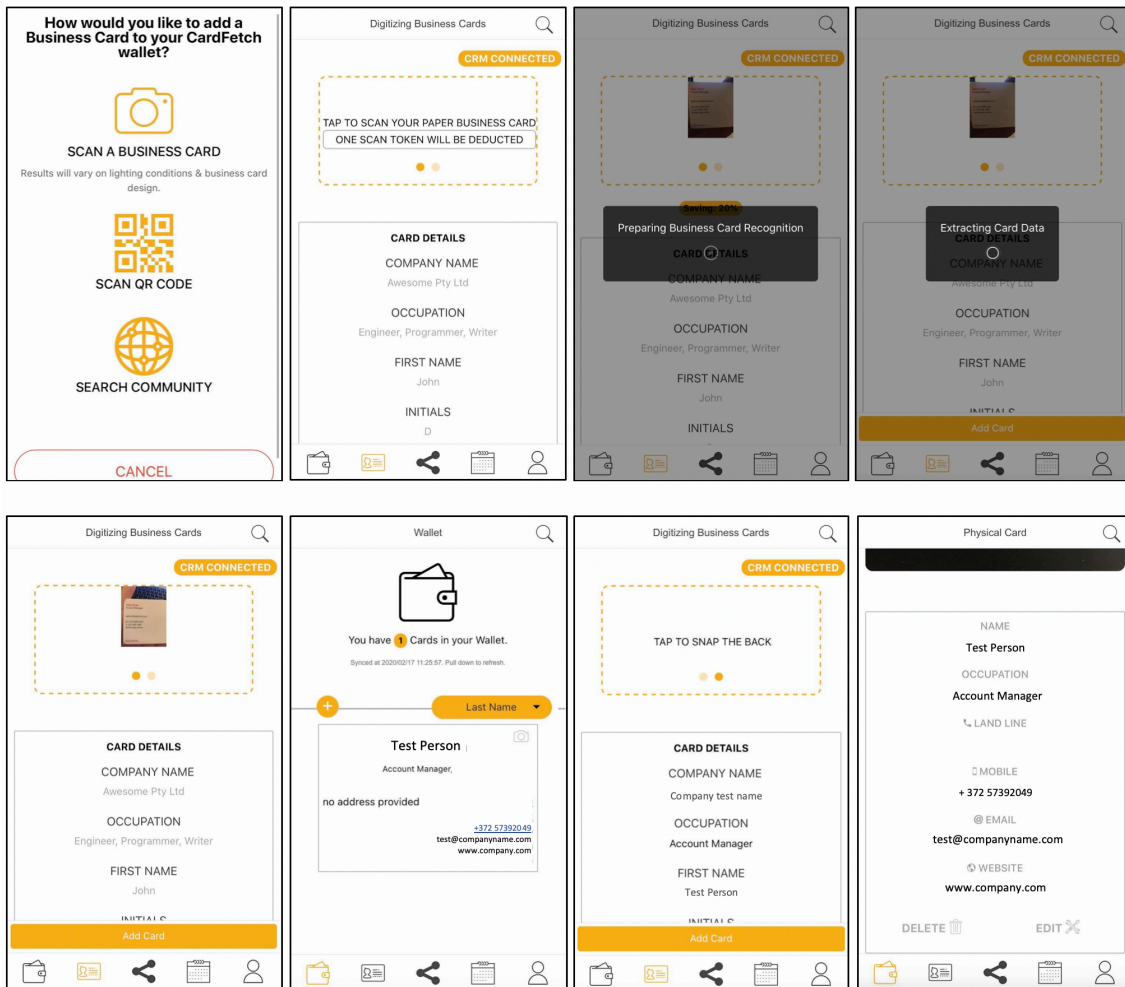 How would you like to add a
Business Card to your CardFetch
wallet?
SCAN A BUSINESS CARD
Results will vary on lighting conditions & business card
design.
SCAN QR CODE
SEARCH COMMUNITY
CANCEL
Digitizing Business Cards
CRM CONNECTED
TAP TO SCAN YOUR PAPER BUSINESS CARD
ONE SCAN TOKEN WILL BE DEDUCTED
CARD DETAILS
COMPANY NAME
Awesome Pty Ltd
OCCUPATION
Engineer, Programmer, Writer
FIRST NAME
John
INITIALS
D
Digitizing Business Cards
CRM CONNECTED
Saving: 20%
Preparing Business Card Recognition
CARD DETAILS
COMPANY NAME
Awesome Pty Ltd
OCCUPATION
Engineer, Programmer, Writer
FIRST NAME
John
INITIALS
Digitizing Business Cards
CRM CONNECTED
Extracting Card Data
CARD DETAILS
COMPANY NAME
Awesome Pty Ltd
OCCUPATION
Engineer, Programmer, Writer
FIRST NAME
John
INITIALS
Add Card
Digitizing Business Cards
CRM CONNECTED
CARD DETAILS
COMPANY NAME
Awesome Pty Ltd
OCCUPATION
Engineer, Programmer, Writer
FIRST NAME
John
INITIALS
Add Card
Wallet
You have 1 Cards in your Wallet.
Synced at 2020/02/17 11:25:57. Pull down to refresh.
+ Last Name
Test Person
Account Manager,
no address provided
+372 57392049
test@companyname.com
www.company.com
Digitizing Business Cards
CRM CONNECTED
TAP TO SNAP THE BACK
CARD DETAILS
COMPANY NAME
Company test name
OCCUPATION
Account Manager
FIRST NAME
Test Person
INITIALS
Add Card
Physical Card
NAME
Test Person
OCCUPATION
Account Manager
LAND LINE
MOBILE
+ 372 57392049
@ EMAIL
test@companyname.com
WEBSITE
www.company.com
DELETE EDIT